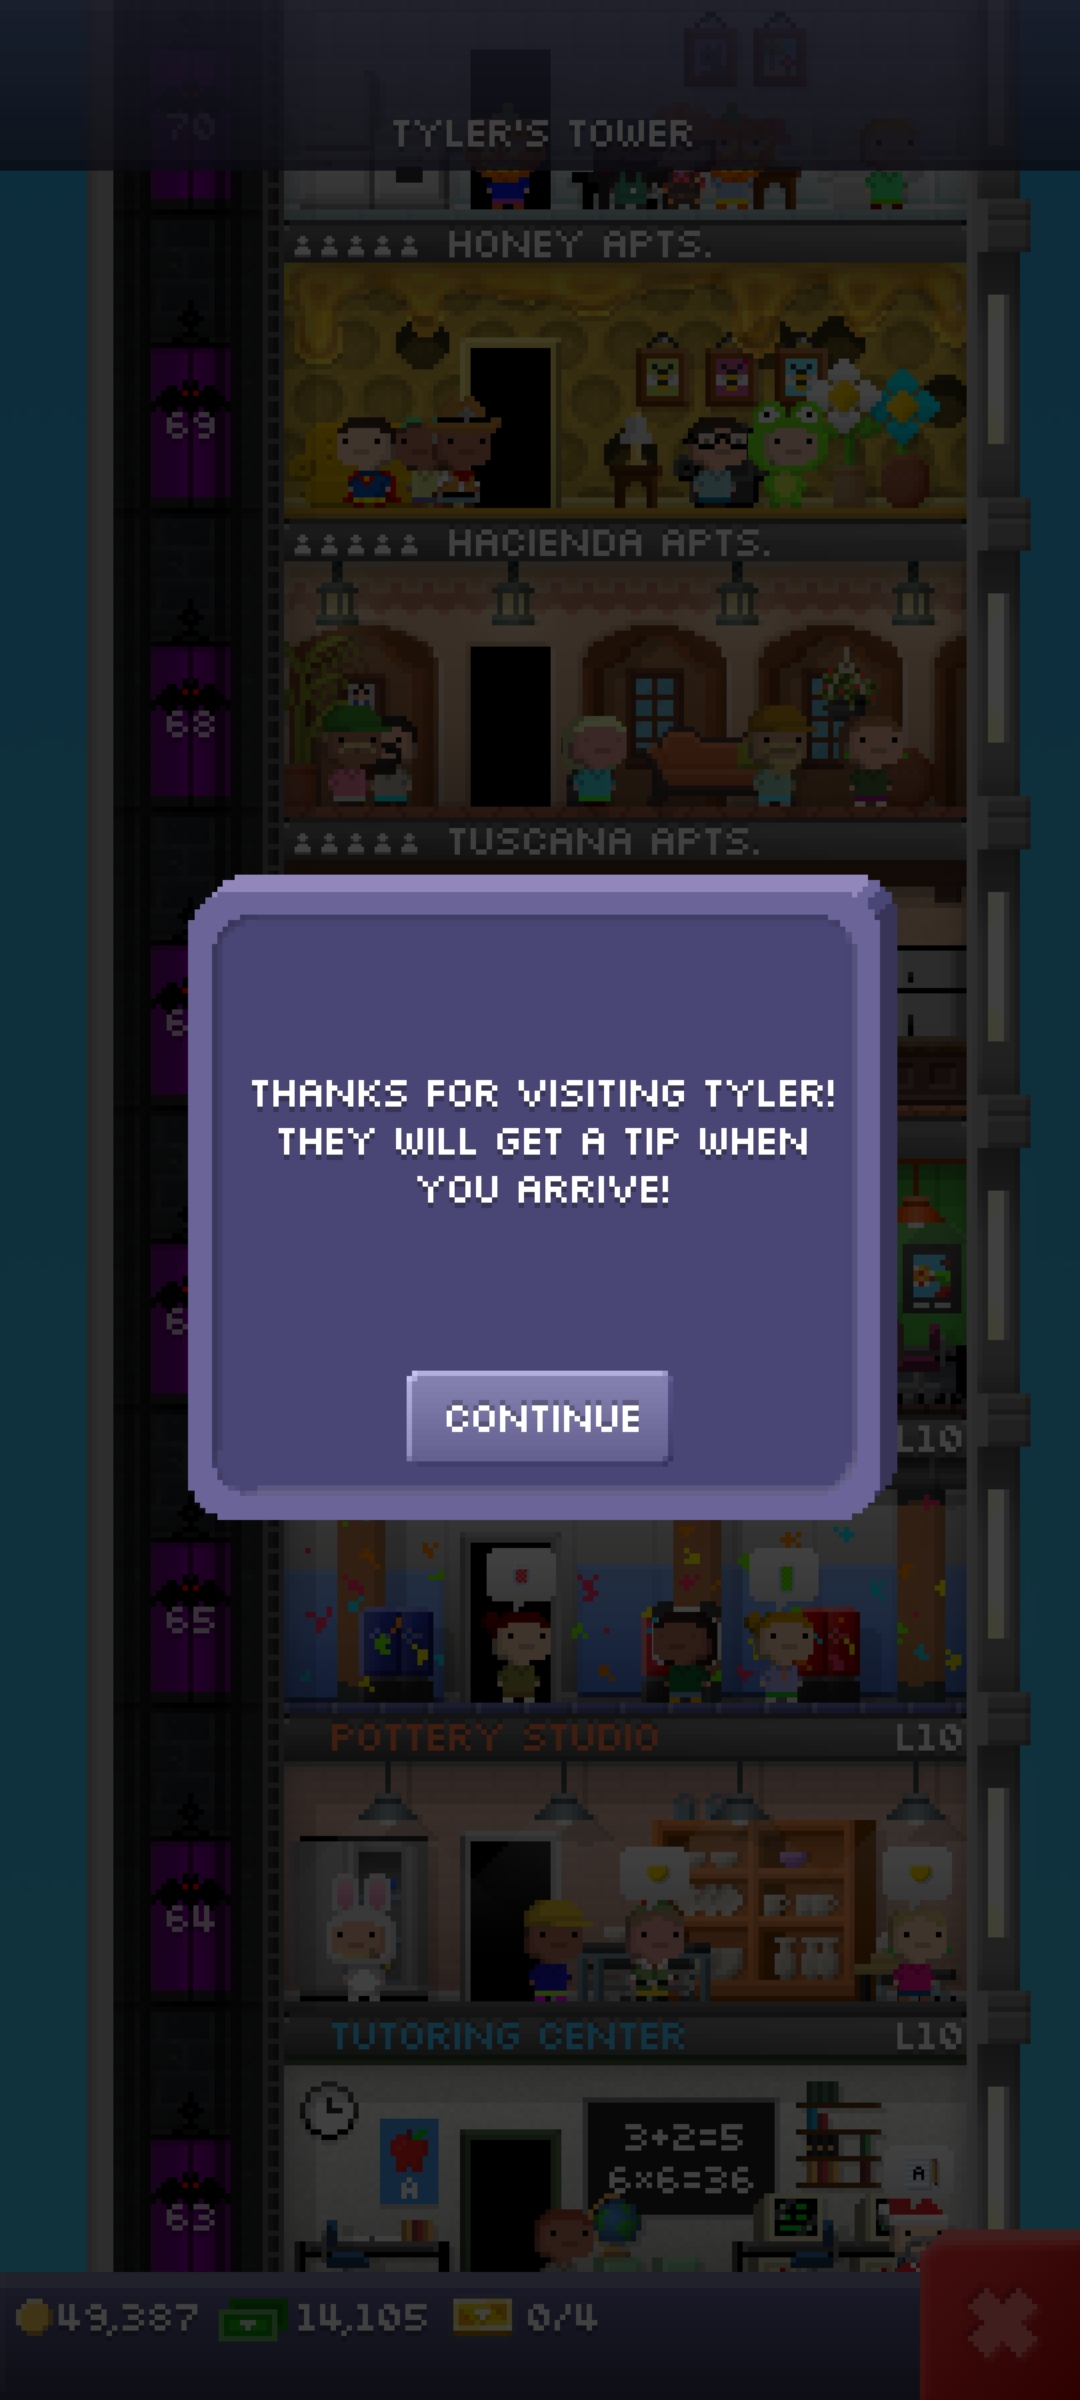 70
TYLER'S TOWER
HONEY APTS.
69
HACIENDA APTS.
68
TUSCANA APTS.
6
THANKS FOR VISITING TYLER!
THEY WILL GET A TIP WHEN
YOU ARRIVE!
6
CONTINUE
L10
65
POTTERY STUDIO L10
64
TUTORING CENTER L10
3+2=5
6x6=36
A
A
63
49,387 14,105 0/4